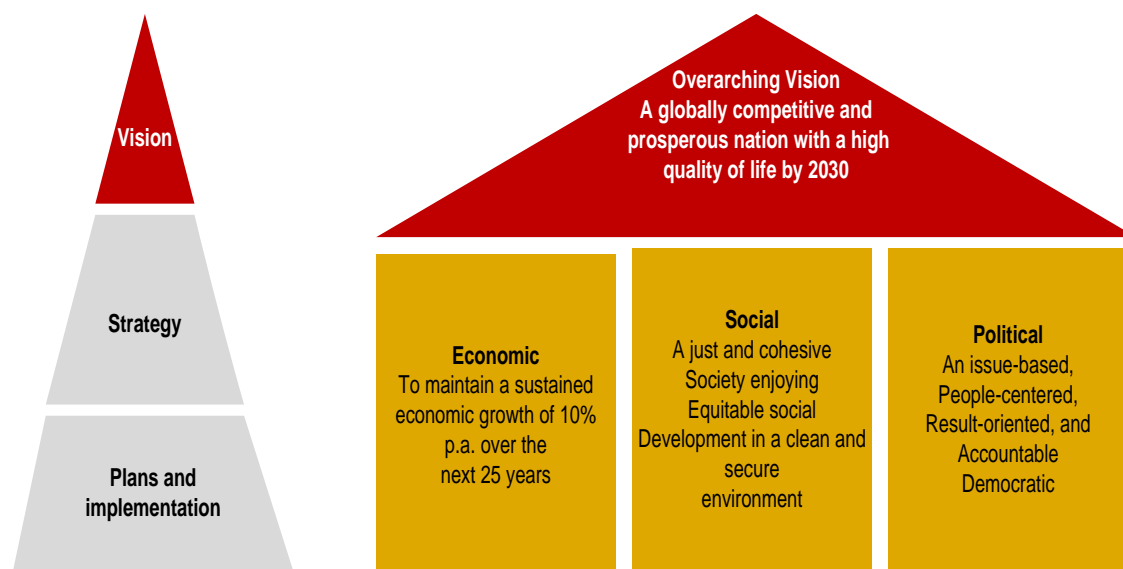 Vision
Strategy
Plans and
implementation
Overarching Vision
A globally competitive and
prosperous nation with a high
quality of life by 2030
Economic
To maintain a sustained
economic growth of 10%
p.a. over the
next 25 years
Social
A just and cohesive
Society enjoying
Equitable social
Development in a clean and
secure
environment
Political
An issue-based,
People-centered,
Result-oriented, and
Accountable
Democratic